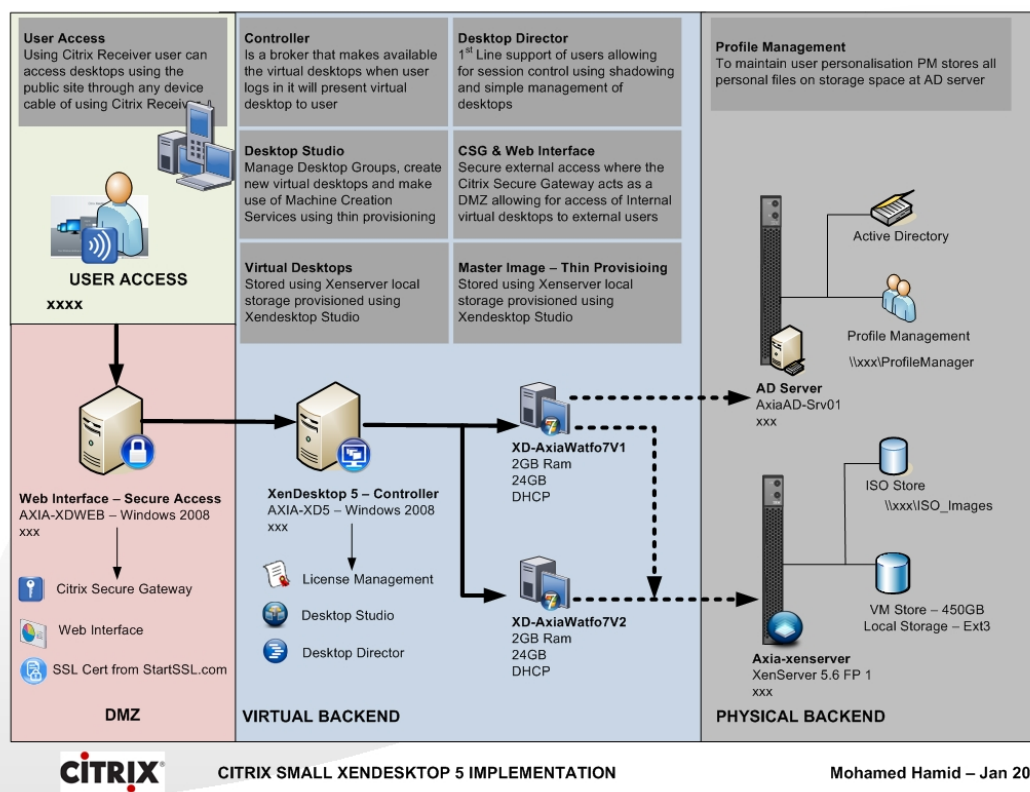 User Access
Using Citrix Receiver user can
access desktops using the
public site through any device
cable of using Citrix Receiver
USER ACCESS
xxxx
Controller
Is a broker that makes available
the virtual desktops when user
logs in it will present virtual
desktop to user
Desktop Director
1st Line support of users allowing
for session control using shadowing
and simple management of
desktops
Desktop Studio
Manage Desktop Groups, create
new virtual desktops and make
use of Machine Creation
Services using thin provisioning
CSG & Web Interface
Secure external access where the
Citrix Secure Gateway acts as a
DMZ allowing for access of Internal
virtual desktops to external users
Virtual Desktops
Stored using Xenserver local
storage provisioned using
Xendesktop Studio
Master Image – Thin Provisioing
Stored using Xenserver local
storage provisioned using
Xendesktop Studio
Profile Management
To maintain user personalisation PM stores all
personal files on storage space at AD server
Active Directory
Profile Management
\\xxx\ProfileManager
AD Server
AxiaAD-Srv01
xxx
Web Interface – Secure Access
AXIA-XDWEB – Windows 2008
xxx
Citrix Secure Gateway
Web Interface
SSL Cert from StartSSL.com
DMZ
XenDesktop 5 – Controller
AXIA-XD5 – Windows 2008
xxx
License Management
Desktop Studio
Desktop Director
XD-AxiaWatfo7V1
2GB Ram
24GB
DHCP
XD-AxiaWatfo7V2
2GB Ram
24GB
DHCP
VIRTUAL BACKEND
ISO Store
\\xxx\ISO_Images
VM Store – 450GB
Local Storage – Ext3
Axia-xenserver
XenServer 5.6 FP 1
xxx
PHYSICAL BACKEND
CITRIX
CITRIX SMALL XENDESKTOP 5 IMPLEMENTATION
Mohamed Hamid – Jan 20